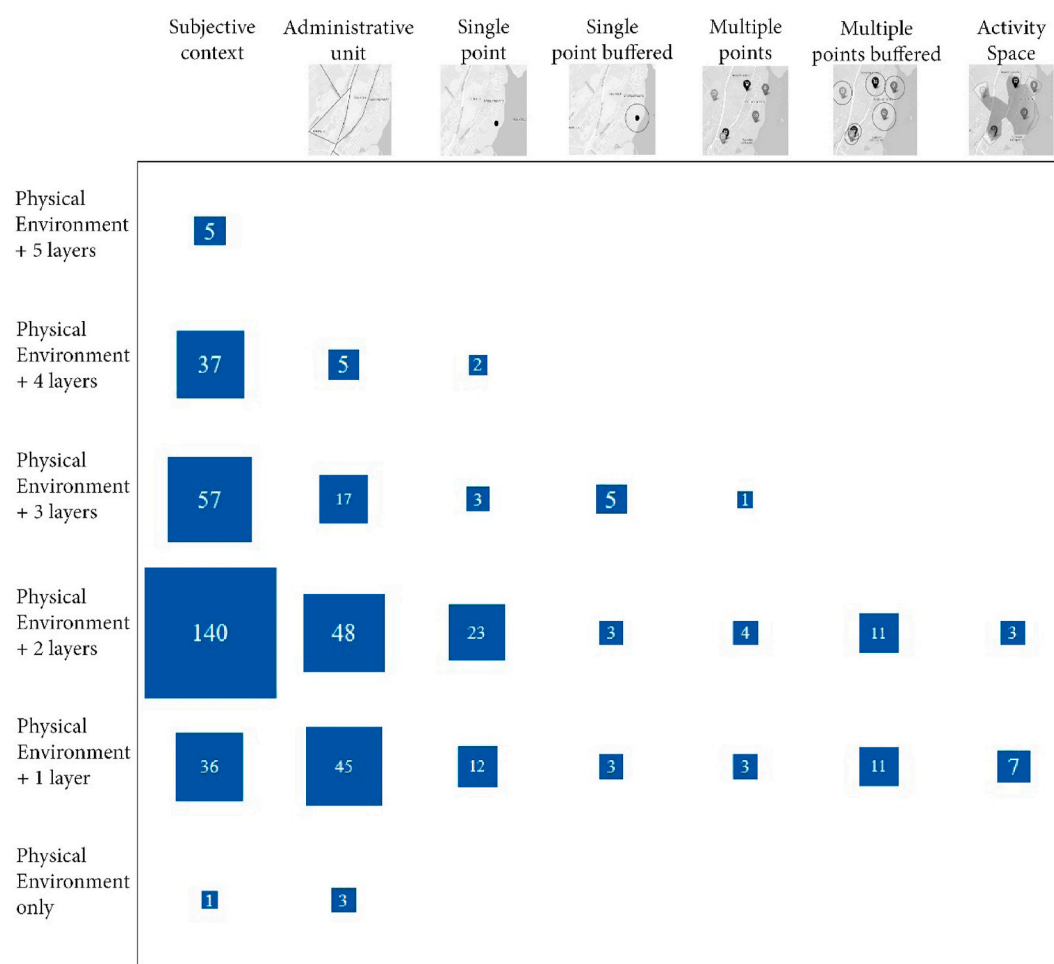 Subjective
context
Administrative
unit
Single
point
Single
point buffered
Multiple
points
Multiple
points buffered
Activity
Space
Physical
Environment
+ 5 layers
5
Physical
Environment
+ 4 layers
37 5 2
Physical
Environment
+ 3 layers
57 17 3 5 1
Physical
Environment
+ 2 layers
140 48 23 3 4 11 3
Physical
Environment
+ 1 layer
36 45 12 3 3 11 7
Physical
Environment
only
1 3